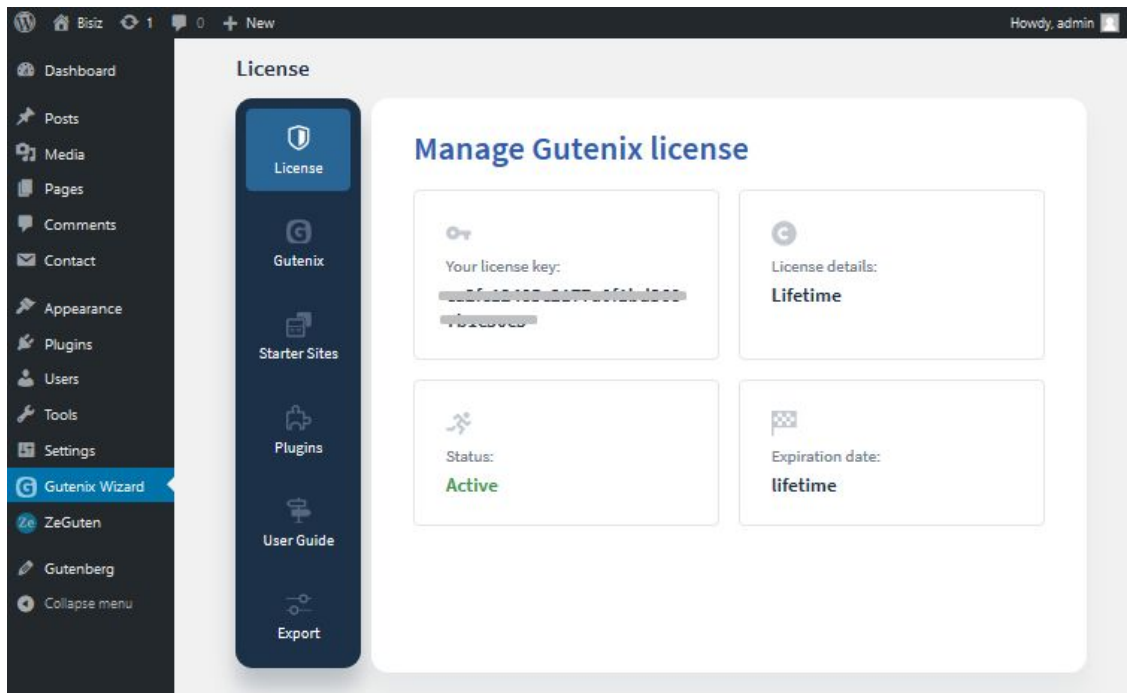 Bisiz 1 0 + New Howdy, admin
Dashboard
Posts
Media
Pages
Comments
Contact
Appearance
Plugins
Users
Tools
Settings
Gutenix Wizard
ZeGuten
Gutenberg
Collapse menu
License
License
Gutenix
Starter Sites
Plugins
User Guide
Export
Manage Gutenix license
Your license key:
License details:
Lifetime
Status:
Active
Expiration date:
lifetime